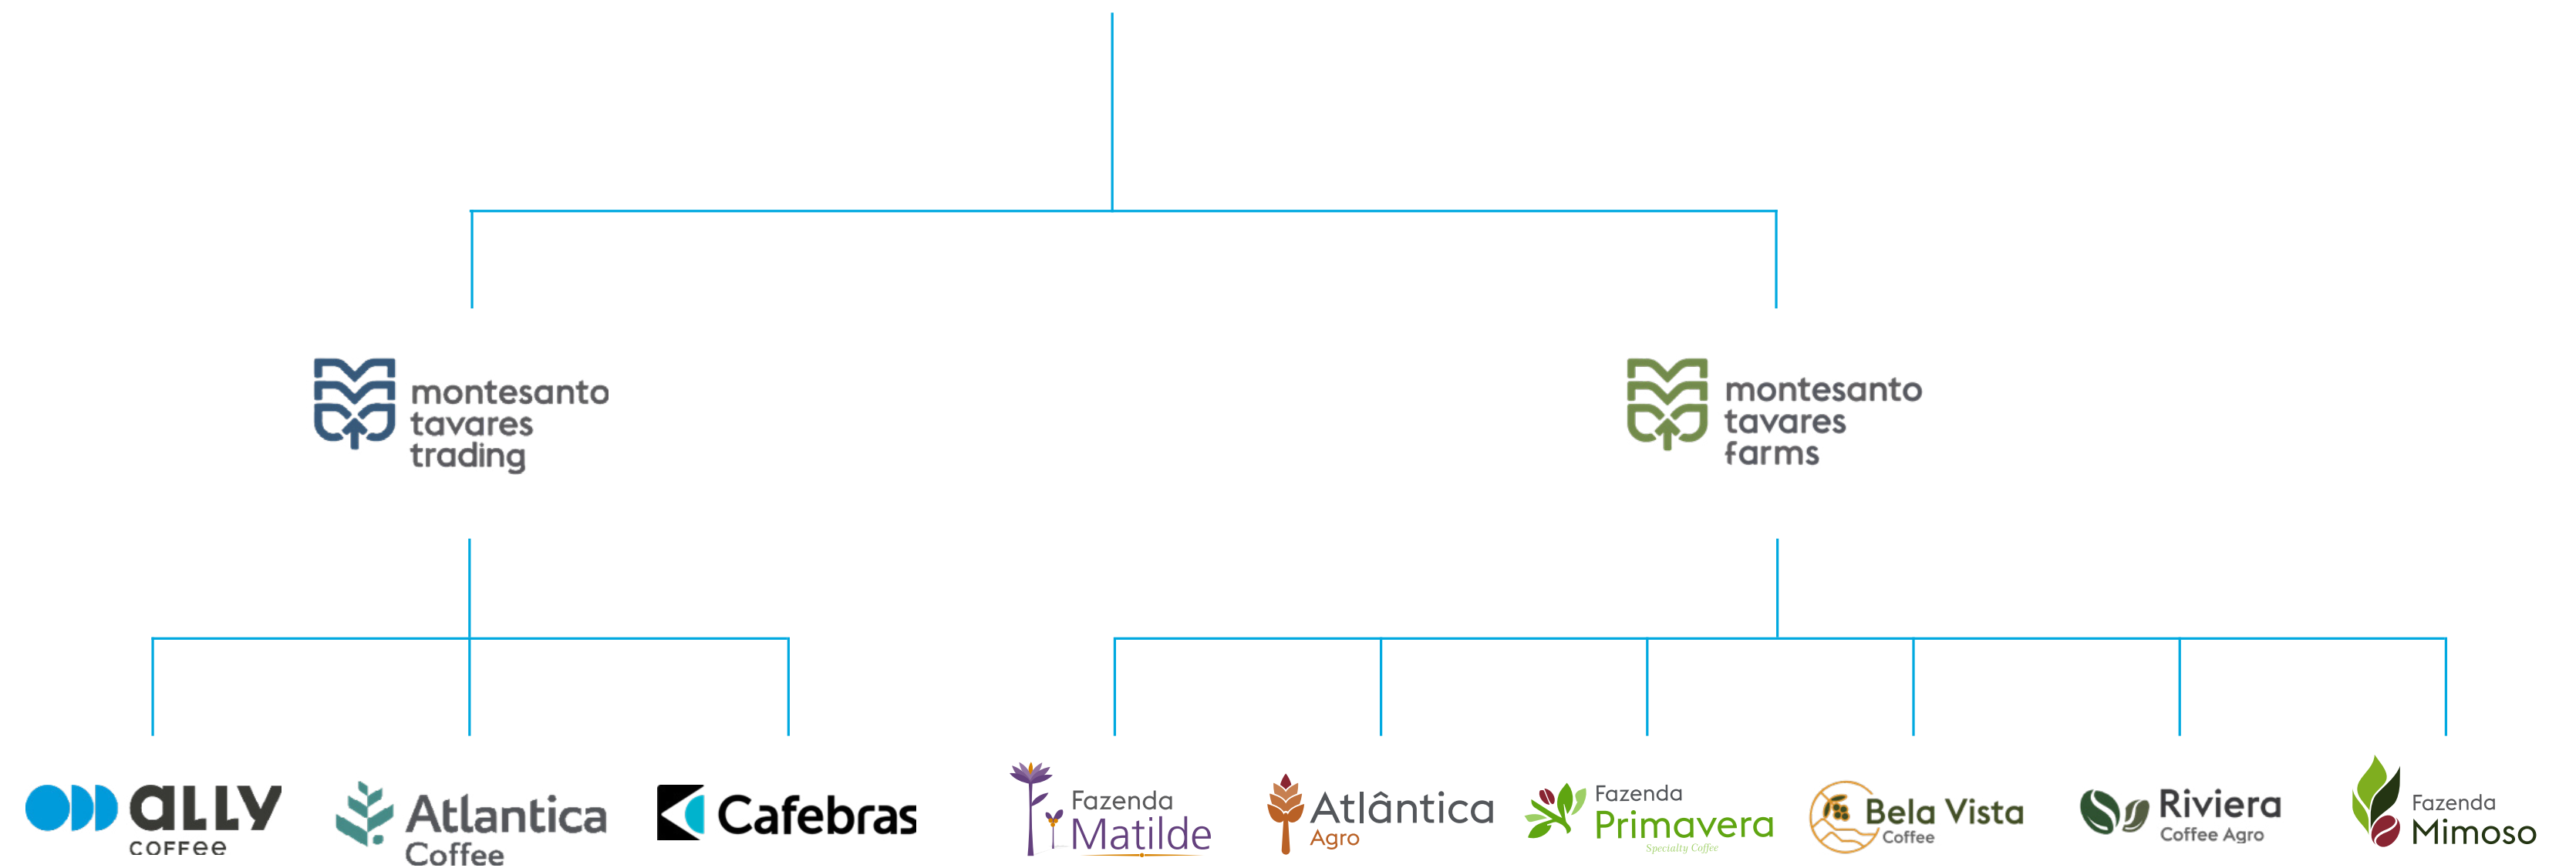 montesanto
tavares
trading
montesanto
tavares
farms
aLLy
COFFEE
Atlantica
Coffee
Cafebras
Fazenda
Matilde
Atlântica
Agro
Fazenda
Primavera
Specialty Coffee
Bela Vista
Coffee
Riviera
Coffee Agro
Fazenda
Mimoso